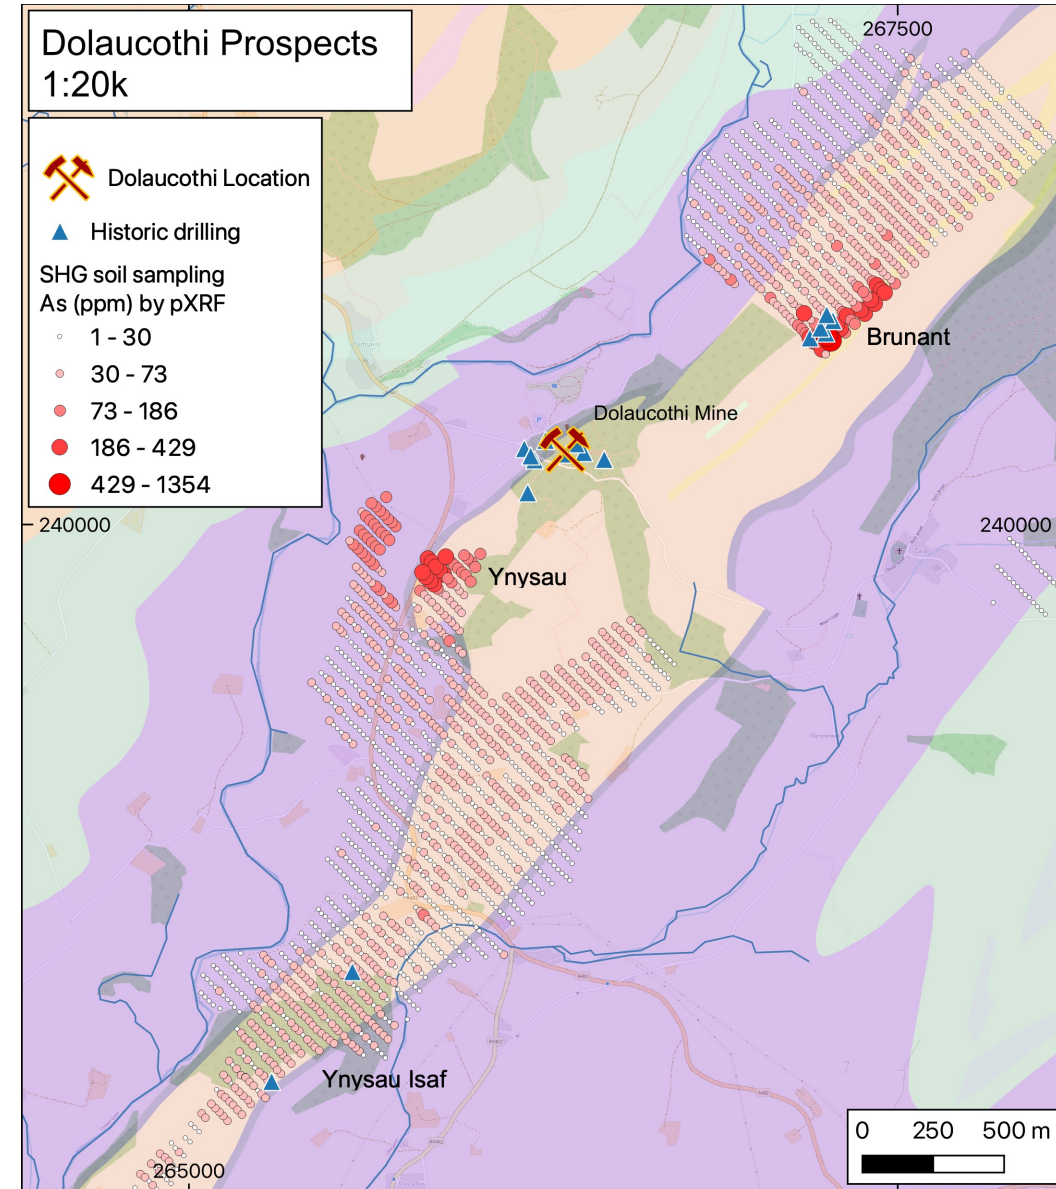 Dolaucothi Prospects
1:20k
Dolaucothi Location
Historic drilling
SHG soil sampling
As (ppm) by pXRF
1 - 30
30 - 73
73 - 186
186 - 429
429 - 1354
267500
Brunant
Dolaucothi Mine
240000
240000
Ynysau
Ynysau Isaf
265000
0 250 500 m